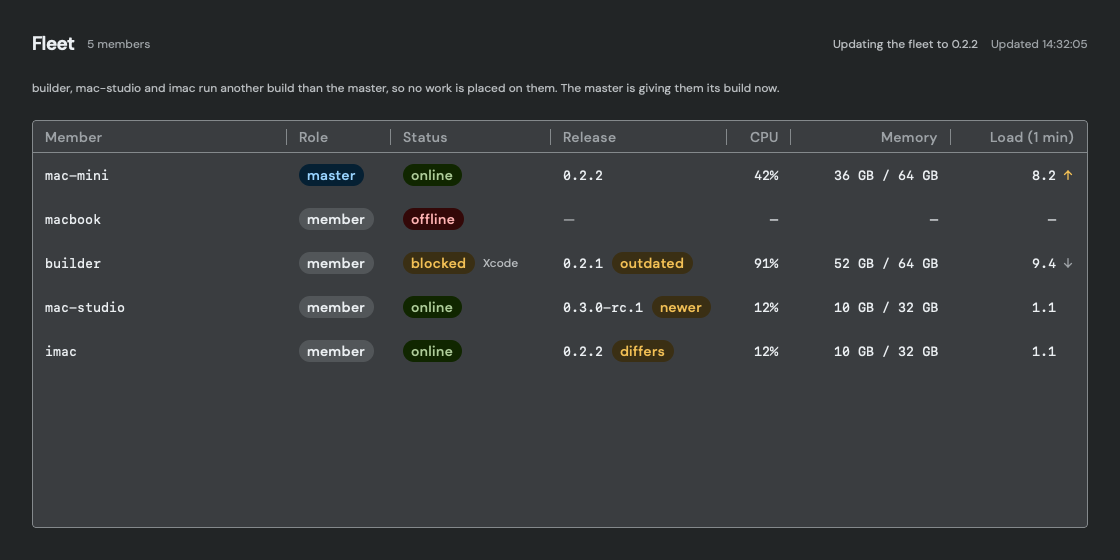 Fleet 5 members Updating the fleet to 0.2.2 Updated 14:32:05
builder, mac-studio and imac run another build than the master, so no work is placed on them. The master is giving them its build now.
Member Role Status Release CPU Memory Load (1 min)
mac-mini master online 0.2.2 42% 36 GB / 64 GB 8.2 ↑
macbook member offline — — — —
builder member blocked Xcode 0.2.1 outdated 91% 52 GB / 64 GB 9.4 ↓
mac-studio member online 0.3.0-rc.1 newer 12% 10 GB / 32 GB 1.1
imac member online 0.2.2 differs 12% 10 GB / 32 GB 1.1